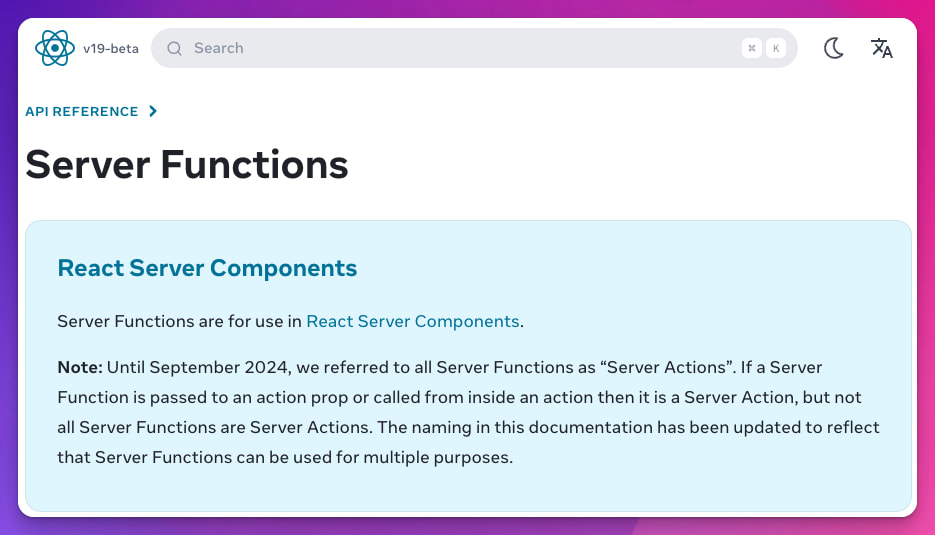 v19-beta
Search
⌘ K
API REFERENCE
Server Functions
React Server Components
Server Functions are for use in React Server Components.
Note: Until September 2024, we referred to all Server Functions as “Server Actions”. If a Server
Function is passed to an action prop or called from inside an action then it is a Server Action, but not
all Server Functions are Server Actions. The naming in this documentation has been updated to reflect
that Server Functions can be used for multiple purposes.